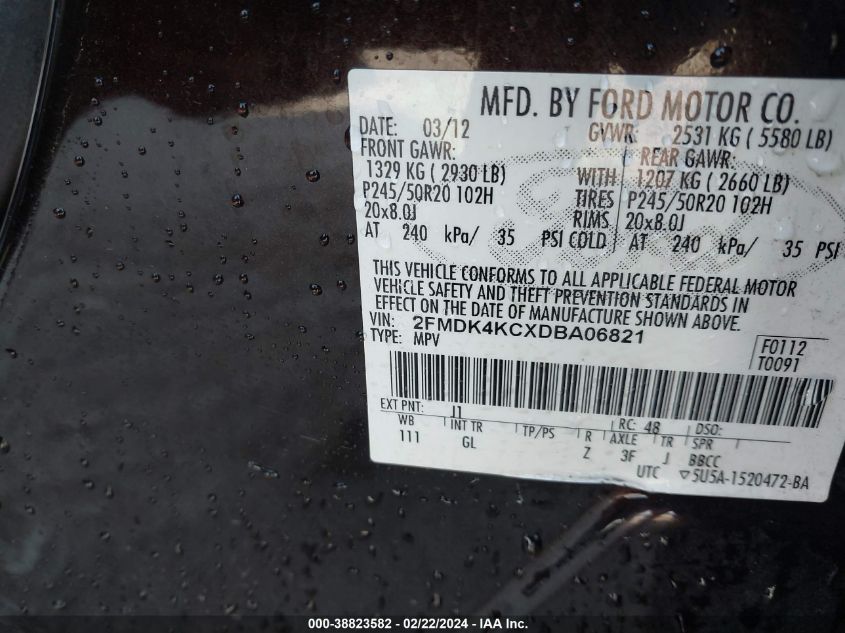 MFD. BY FORD MOTOR CO.
DATE: 03/12 GVWR: 2531 KG ( 5580 LB)
FRONT GAWR: REAR GAWR:
1329 KG ( 2930 LB) WITH 1207 KG ( 2660 LB)
P245/50R20 102H TIRES P245/50R20 102H
20x8.0J RIMS 20x8.0J
AT 240 kPa/ 35 PSI COLD AT 240 kPa/ 35 PSI
THIS VEHICLE CONFORMS TO ALL APPLICABLE FEDERAL MOTOR
VEHICLE SAFETY AND THEFT PREVENTION STANDARDS IN
EFFECT ON THE DATE OF MANUFACTURE SHOWN ABOVE.
VIN: 2FMDK4KCXDBA06821 F0112
TYPE: MPV T0091
EXT PNT: J1 RC: 48 DSO:
WB INT TR TP/PS R AXLE TR SPR
111 GL Z 3F J BBCC
UTC ▽5U5A-1520472-BA
000-38823582 - 02/22/2024 - IAA Inc.